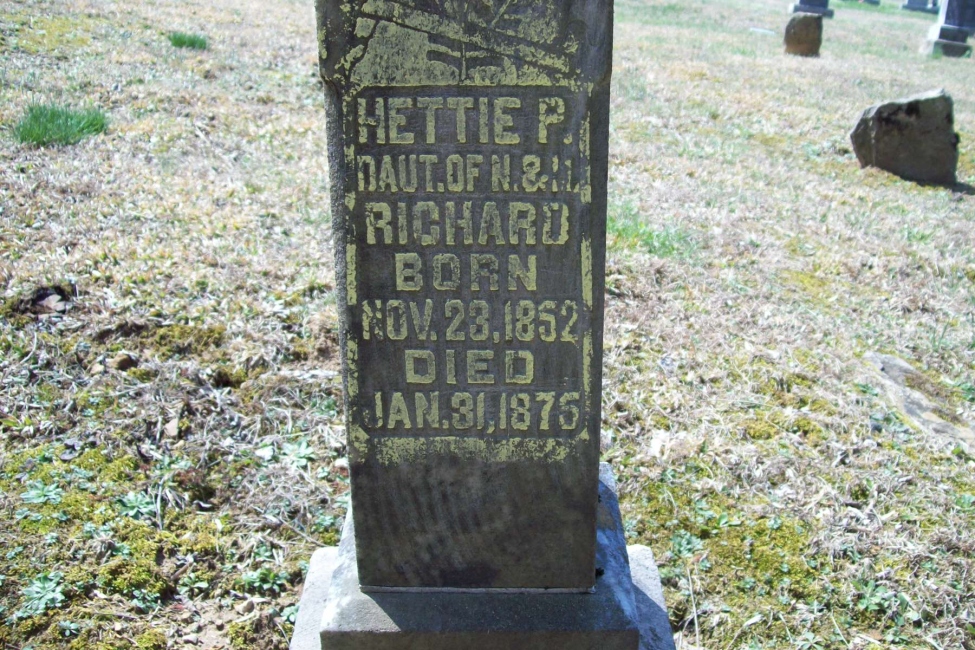 HETTIE P.
DAUT. OF N. &
RICHARD
BORN
NOV. 23, 1852
DIED
JAN. 31, 1875